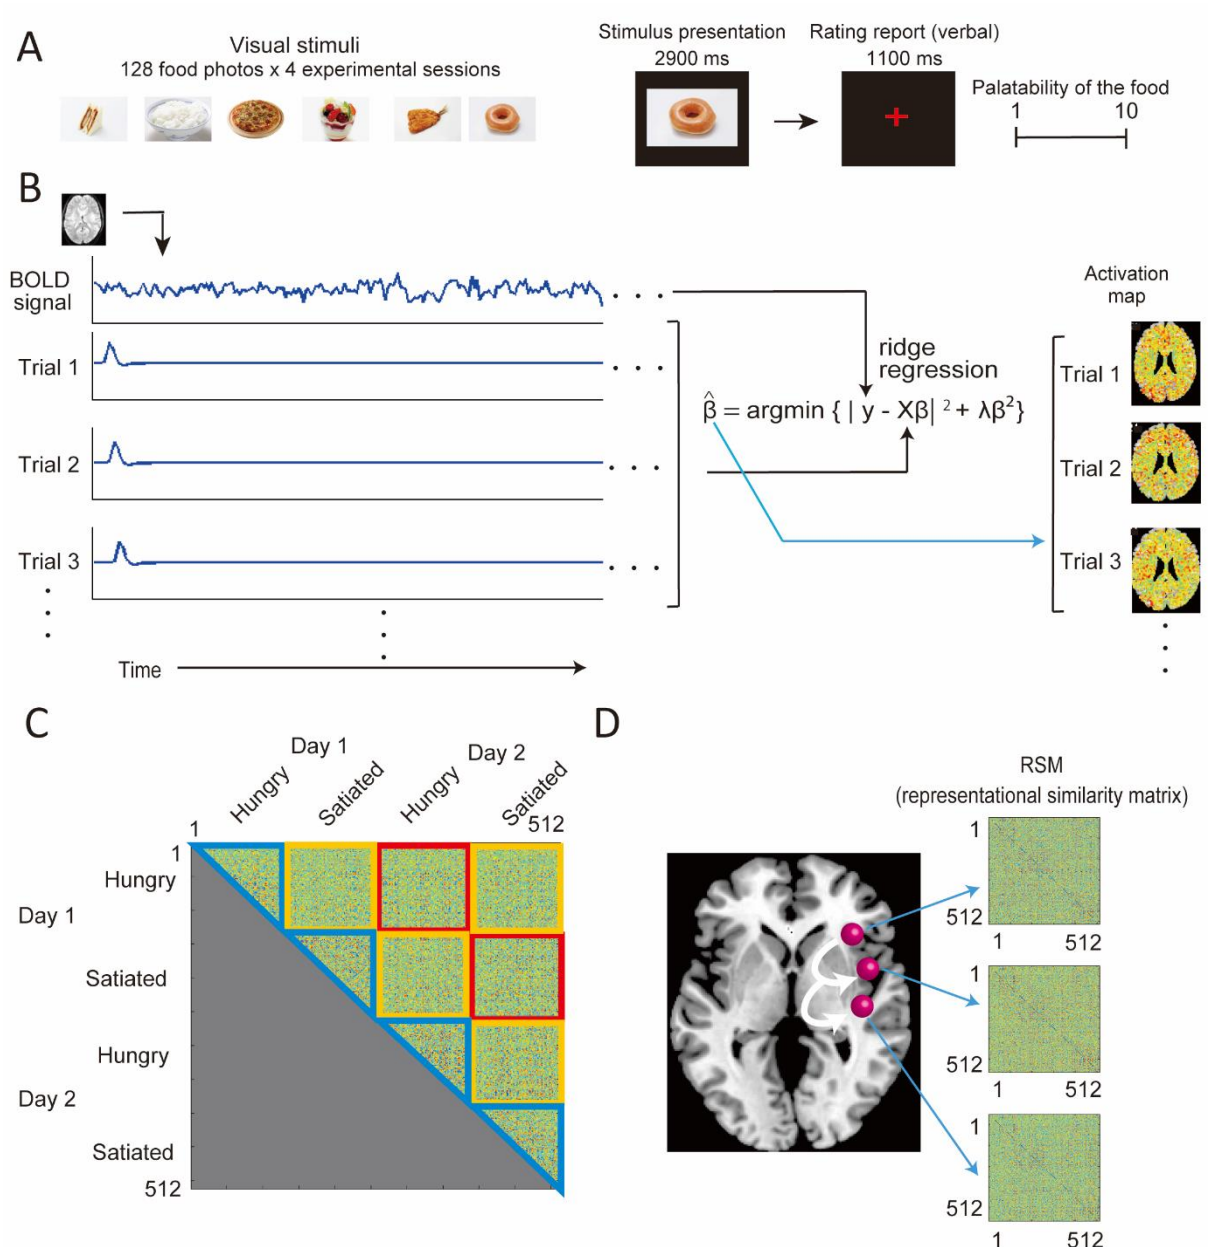 A
Visual stimuli
128 food photos x 4 experimental sessions
Stimulus presentation
2900 ms
Rating report (verbal)
1100 ms
Palatability of the food
1 10
B
BOLD
signal
Trial 1
Trial 2
Trial 3
Time
ridge
regression
β̂ = argmin { | y - Xβ| ² + λβ²}
Activation
map
Trial 1
Trial 2
Trial 3
C
Day 1 Day 2
Hungry Satiated Hungry Satiated
1 512
1
Hungry
Day 1
Satiated
Hungry
Day 2
Satiated
512
D
RSM
(representational similarity matrix)
1
512
1 512
1
512
1 512
1
512
1 512